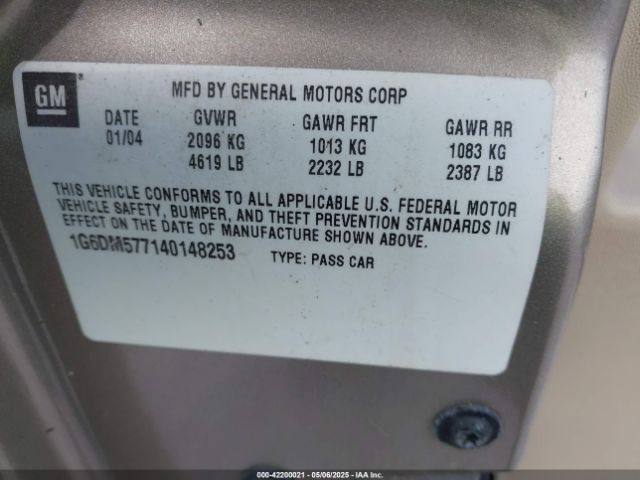 GM
MFD BY GENERAL MOTORS CORP
DATE GVWR GAWR FRT GAWR RR
01/04 2096 KG 1013 KG 1083 KG
4619 LB 2232 LB 2387 LB
THIS VEHICLE CONFORMS TO ALL APPLICABLE U.S. FEDERAL MOTOR
VEHICLE SAFETY, BUMPER, AND THEFT PREVENTION STANDARDS IN
EFFECT ON THE DATE OF MANUFACTURE SHOWN ABOVE.
1G6DM577140148253 TYPE: PASS CAR
000-42200021 - 05/06/2025 - IAA Inc.